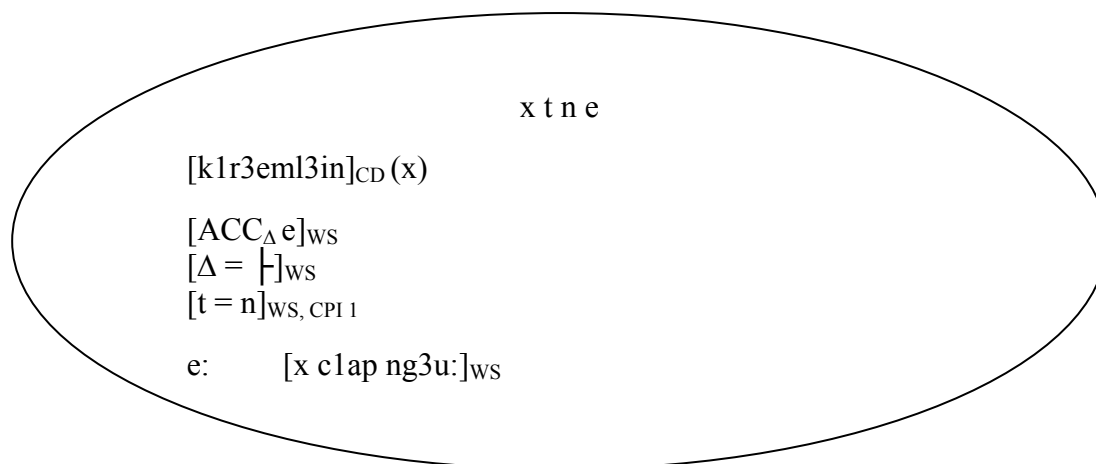 x t n e
[k1r3eml3in]CD (x)
[ACCΔ e]WS
[Δ = ├]WS
[t = n]WS, CPI 1
e: [x c1ap ng3u:]WS